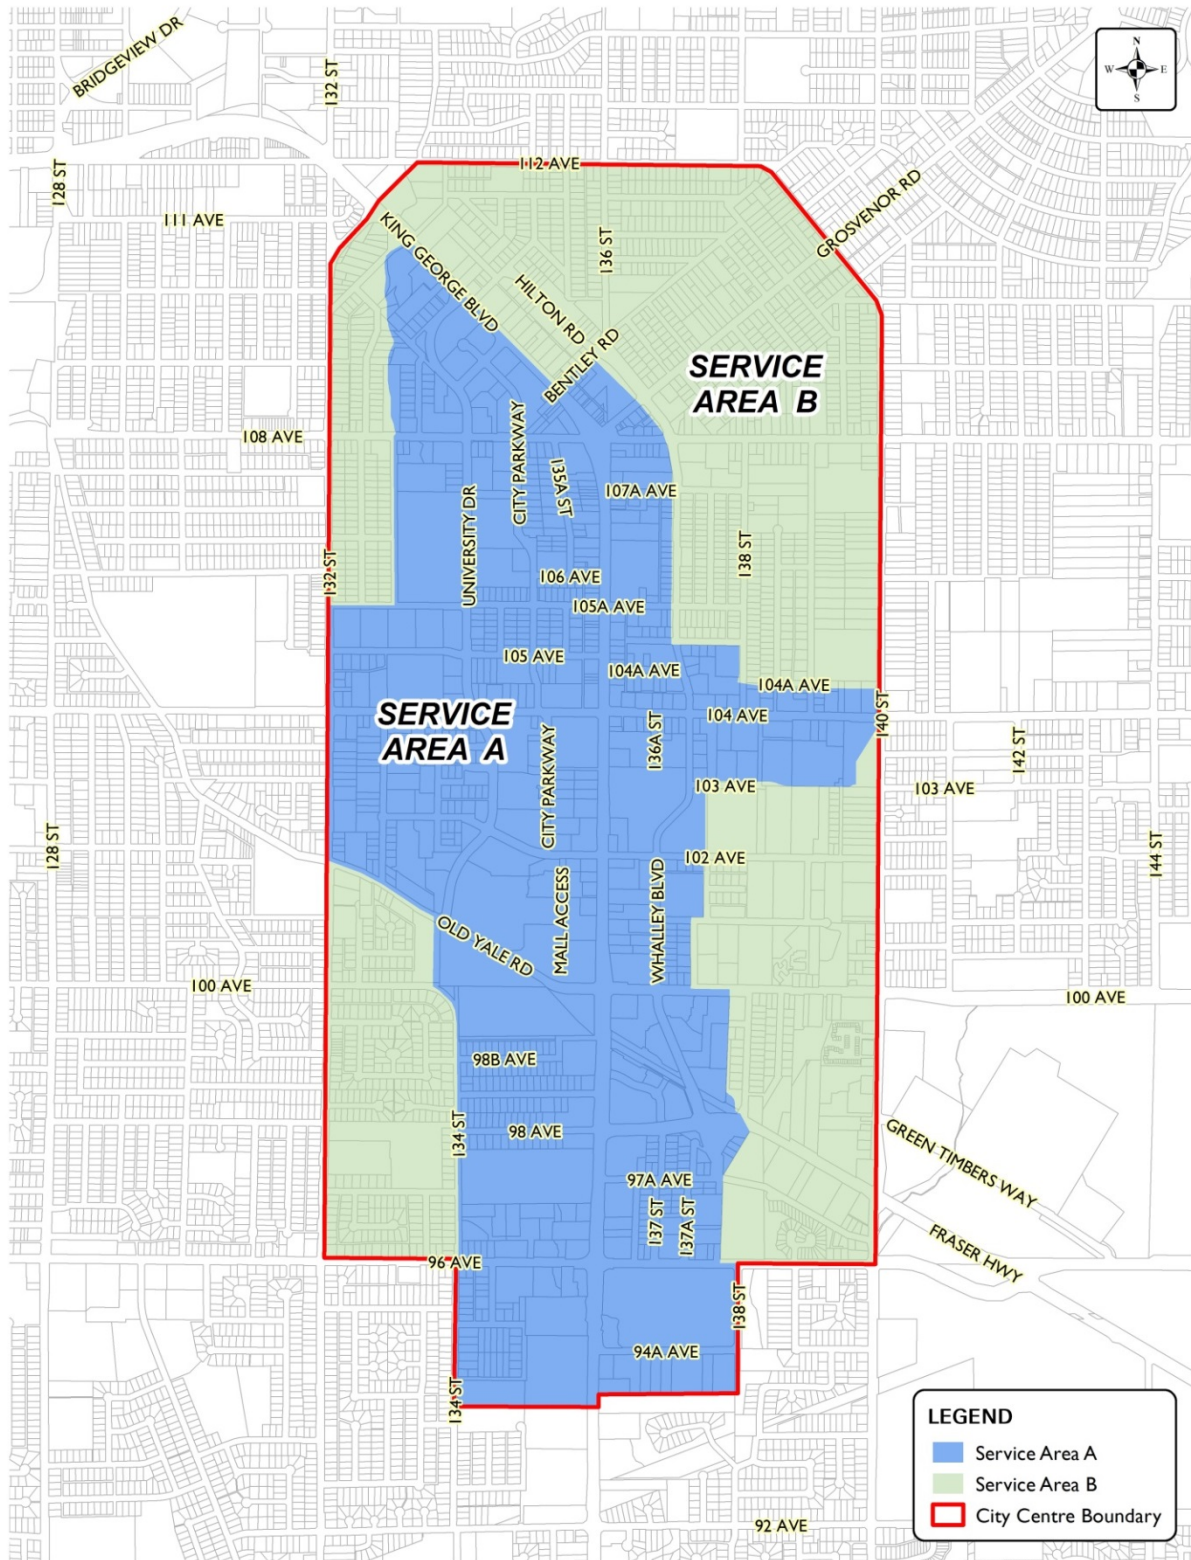 BRIDGEVIEW DR
132 ST
N
W
E
S
112 AVE
128 ST
GROSVENOR RD
111 AVE
KING GEORGE BLVD
136 ST
HILTON RD
BENTLEY RD
SERVICE
AREA B
CITY PARKWAY
108 AVE
135A ST
107A AVE
UNIVERSITY DR
138 ST
132 ST
106 AVE
105A AVE
105 AVE
104A AVE
104A AVE
SERVICE
AREA A
136A ST
104 AVE
140 ST
142 ST
CITY PARKWAY
103 AVE
103 AVE
128 ST
102 AVE
144 ST
MALL ACCESS
WHALLEY BLVD
OLD YALE RD
100 AVE
100 AVE
98B AVE
134 ST
98 AVE
GREEN TIMBERS WAY
97A AVE
137 ST
137A ST
FRASER HWY
96 AVE
138 ST
94A AVE
134 ST
LEGEND
Service Area A
Service Area B
City Centre Boundary
92 AVE